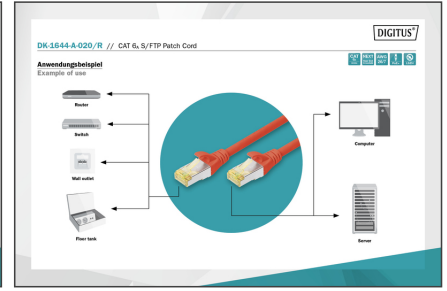 DIGITUS®
DK-1644-A-020/R // CAT 6A S/FTP Patch Cord
Anwendungsbeispiel
Example of use
Router
Switch
Wall outlet
Floor tank
Computer
Server